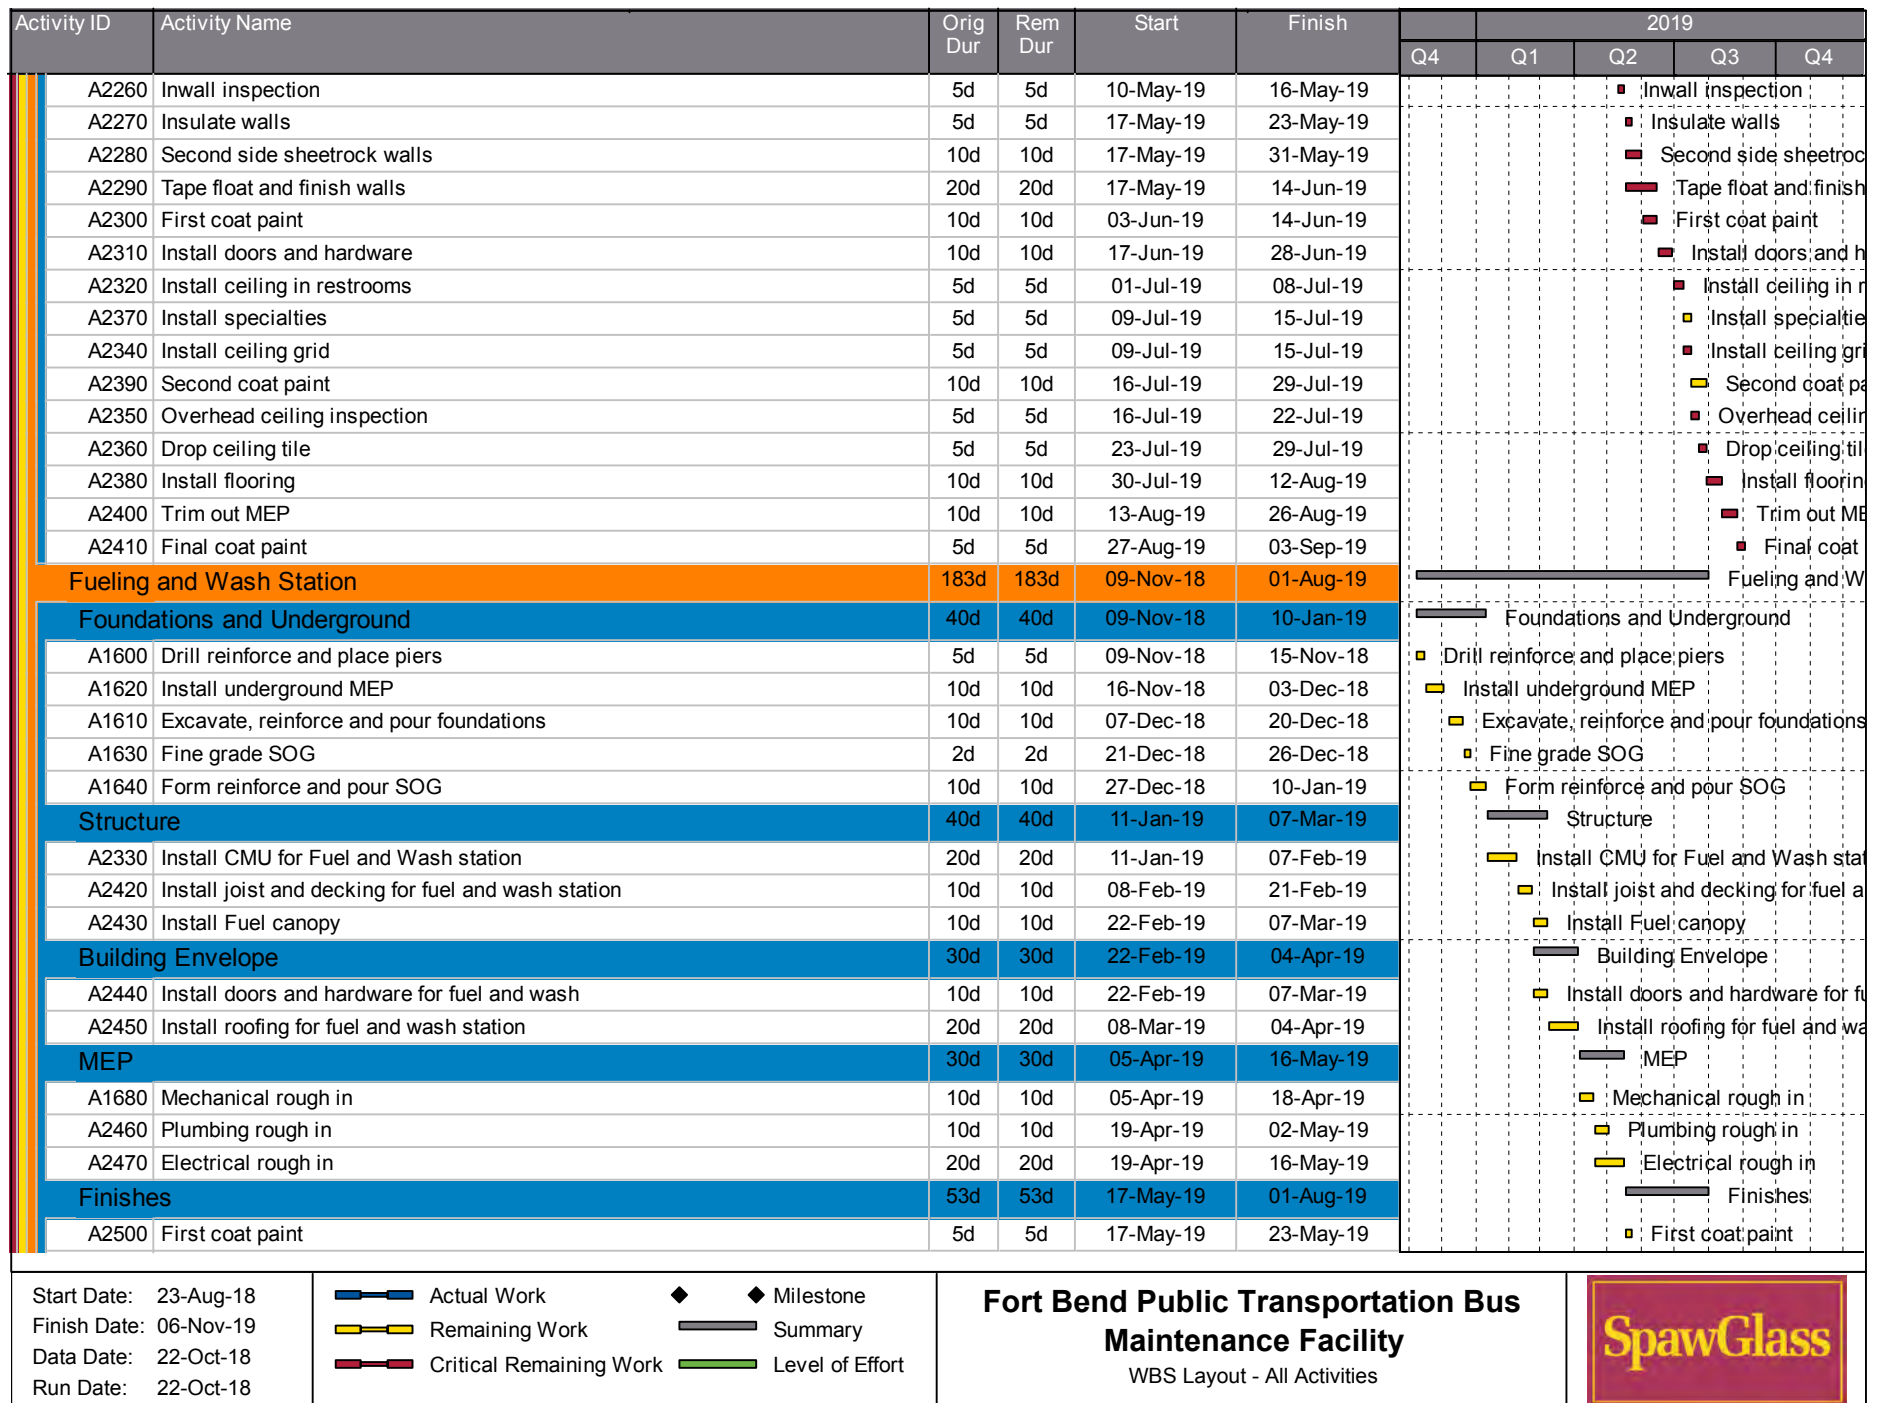 Activity ID Activity Name Orig Dur Rem Dur Start Finish 2019
Q4 Q1 Q2 Q3 Q4
A2260 Inwall inspection 5d 5d 10-May-19 16-May-19 Inwall inspection
A2270 Insulate walls 5d 5d 17-May-19 23-May-19 Insulate walls
A2280 Second side sheetrock walls 10d 10d 17-May-19 31-May-19 Second side sheetroc
A2290 Tape float and finish walls 20d 20d 17-May-19 14-Jun-19 Tape float and finish
A2300 First coat paint 10d 10d 03-Jun-19 14-Jun-19 First coat paint
A2310 Install doors and hardware 10d 10d 17-Jun-19 28-Jun-19 Install doors and h
A2320 Install ceiling in restrooms 5d 5d 01-Jul-19 08-Jul-19 Install ceiling in r
A2370 Install specialties 5d 5d 09-Jul-19 15-Jul-19 Install specialtie
A2340 Install ceiling grid 5d 5d 09-Jul-19 15-Jul-19 Install ceiling gri
A2390 Second coat paint 10d 10d 16-Jul-19 29-Jul-19 Second coat pa
A2350 Overhead ceiling inspection 5d 5d 16-Jul-19 22-Jul-19 Overhead ceilin
A2360 Drop ceiling tile 5d 5d 23-Jul-19 29-Jul-19 Drop ceiling til
A2380 Install flooring 10d 10d 30-Jul-19 12-Aug-19 Install floorin
A2400 Trim out MEP 10d 10d 13-Aug-19 26-Aug-19 Trim out ME
A2410 Final coat paint 5d 5d 27-Aug-19 03-Sep-19 Final coat
Fueling and Wash Station 183d 183d 09-Nov-18 01-Aug-19 Fueling and W
Foundations and Underground 40d 40d 09-Nov-18 10-Jan-19 Foundations and Underground
A1600 Drill reinforce and place piers 5d 5d 09-Nov-18 15-Nov-18 Drill reinforce and place piers
A1620 Install underground MEP 10d 10d 16-Nov-18 03-Dec-18 Install underground MEP
A1610 Excavate, reinforce and pour foundations 10d 10d 07-Dec-18 20-Dec-18 Excavate, reinforce and pour foundations
A1630 Fine grade SOG 2d 2d 21-Dec-18 26-Dec-18 Fine grade SOG
A1640 Form reinforce and pour SOG 10d 10d 27-Dec-18 10-Jan-19 Form reinforce and pour SOG
Structure 40d 40d 11-Jan-19 07-Mar-19 Structure
A2330 Install CMU for Fuel and Wash station 20d 20d 11-Jan-19 07-Feb-19 Install CMU for Fuel and Wash stat
A2420 Install joist and decking for fuel and wash station 10d 10d 08-Feb-19 21-Feb-19 Install joist and decking for fuel a
A2430 Install Fuel canopy 10d 10d 22-Feb-19 07-Mar-19 Install Fuel canopy
Building Envelope 30d 30d 22-Feb-19 04-Apr-19 Building Envelope
A2440 Install doors and hardware for fuel and wash 10d 10d 22-Feb-19 07-Mar-19 Install doors and hardware for fu
A2450 Install roofing for fuel and wash station 20d 20d 08-Mar-19 04-Apr-19 Install roofing for fuel and wa
MEP 30d 30d 05-Apr-19 16-May-19 MEP
A1680 Mechanical rough in 10d 10d 05-Apr-19 18-Apr-19 Mechanical rough in
A2460 Plumbing rough in 10d 10d 19-Apr-19 02-May-19 Plumbing rough in
A2470 Electrical rough in 20d 20d 19-Apr-19 16-May-19 Electrical rough in
Finishes 53d 53d 17-May-19 01-Aug-19 Finishes
A2500 First coat paint 5d 5d 17-May-19 23-May-19 First coat paint
Start Date: 23-Aug-18
Finish Date: 06-Nov-19
Data Date: 22-Oct-18
Run Date: 22-Oct-18
Actual Work Milestone
Remaining Work Summary
Critical Remaining Work Level of Effort
Fort Bend Public Transportation Bus
Maintenance Facility
WBS Layout - All Activities
SpawGlass